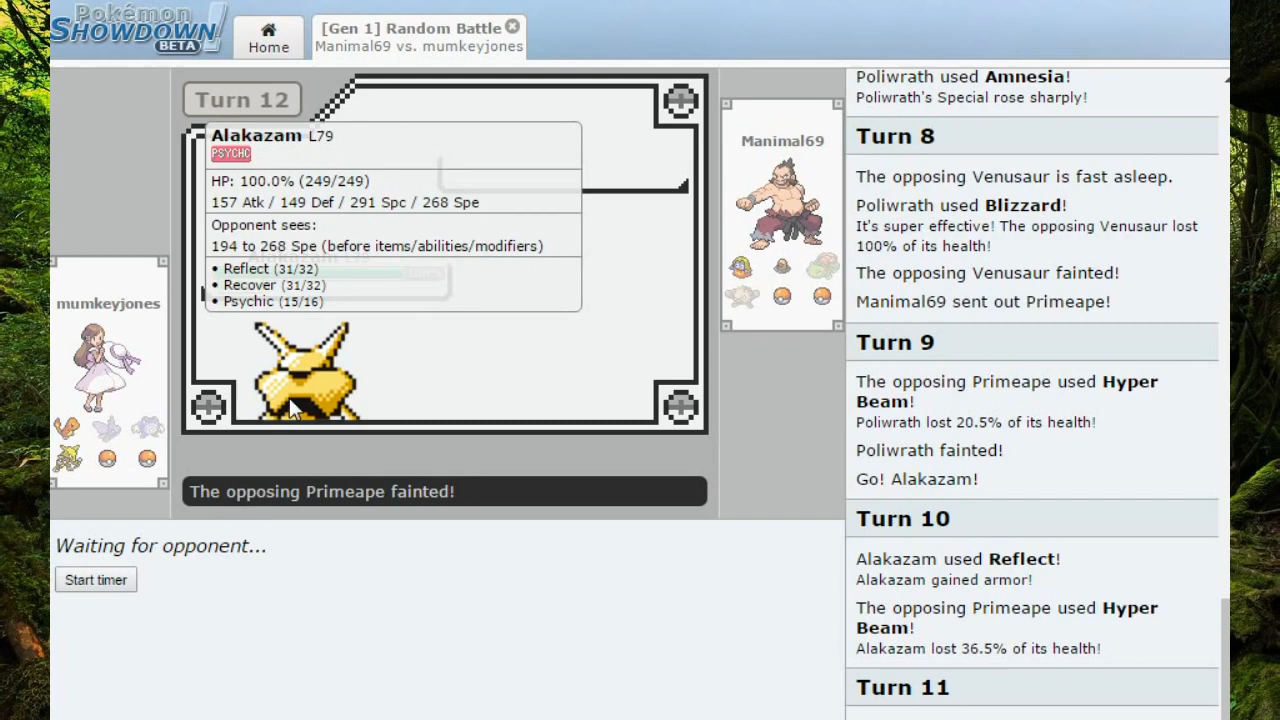 Pokémon
SHOWDOWN!
BETA
Home
[Gen 1] Random Battle
Manimal69 vs. mumkeyjones
Turn 12
Alakazam L79
PSYCHC
HP: 100.0% (249/249)
157 Atk / 149 Def / 291 Spc / 268 Spe
Opponent sees:
194 to 268 Spe (before items/abilities/modifiers)
• Reflect (31/32)
• Recover (31/32)
• Psychic (15/16)
mumkeyjones
Manimal69
The opposing Primeape fainted!
Waiting for opponent...
Start timer
Poliwrath used Amnesia!
Poliwrath's Special rose sharply!
Turn 8
The opposing Venusaur is fast asleep.
Poliwrath used Blizzard!
It's super effective! The opposing Venusaur lost
100% of its health!
The opposing Venusaur fainted!
Manimal69 sent out Primeape!
Turn 9
The opposing Primeape used Hyper
Beam!
Poliwrath lost 20.5% of its health!
Poliwrath fainted!
Go! Alakazam!
Turn 10
Alakazam used Reflect!
Alakazam gained armor!
The opposing Primeape used Hyper
Beam!
Alakazam lost 36.5% of its health!
Turn 11